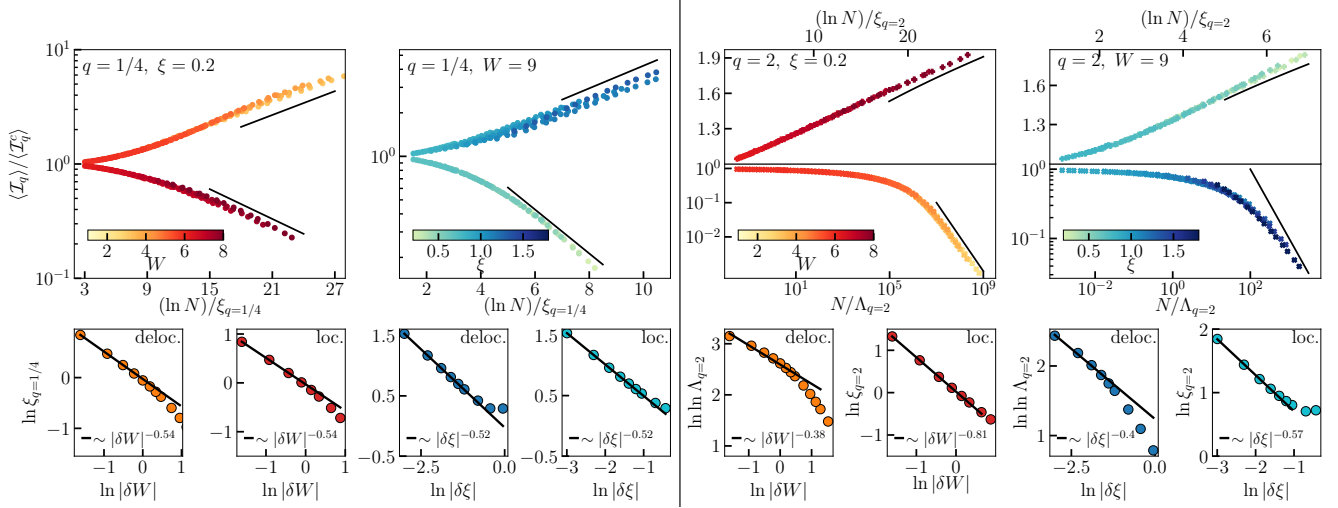 ⟨I_q⟩/⟨I_q^c⟩
10^1
10^0
10^{-1}
q = 1/4, ξ = 0.2
2 4 6 8
W
3 9 15 21 27
(ln N)/ξ_{q=1/4}
10^0
q = 1/4, W = 9
0.5 1.0 1.5
ξ
2 4 6 8 10
(ln N)/ξ_{q=1/4}
(ln N)/ξ_{q=2}
10 20
1.9
1.6
1.3
10^0
10^{-2}
q = 2, ξ = 0.2
2 4 6 8
W
10^1 10^5 10^9
N/Λ_{q=2}
(ln N)/ξ_{q=2}
2 4 6
1.6
1.3
10^0
10^0
10^{-1}
q = 2, W = 9
0.5 1.0 1.5
ξ
10^{-2} 10^0 10^2
N/Λ_{q=2}
ln ξ_{q=1/4}
0
−1
deloc.
∼ |δW|^{−0.54}
−1 0 1
ln |δW|
1
0
−1
loc.
∼ |δW|^{−0.54}
−1 0 1
ln |δW|
1.5
0.5
−0.5
deloc.
∼ |δξ|^{−0.52}
−2.5 0.0
ln |δξ|
1.5
0.5
−0.5
loc.
∼ |δξ|^{−0.52}
−3 −2 −1
ln |δξ|
ln ln Λ_{q=2}
3
2
1
deloc.
∼ |δW|^{−0.38}
−1 0 1
ln |δW|
ln ξ_{q=2}
1
0
−1
loc.
∼ |δW|^{−0.81}
−1 0 1
ln |δW|
ln ln Λ_{q=2}
2
1
deloc.
∼ |δξ|^{−0.4}
−2.5 0.0
ln |δξ|
ln ξ_{q=2}
2
1
0
loc.
∼ |δξ|^{−0.57}
−3 −2 −1
ln |δξ|